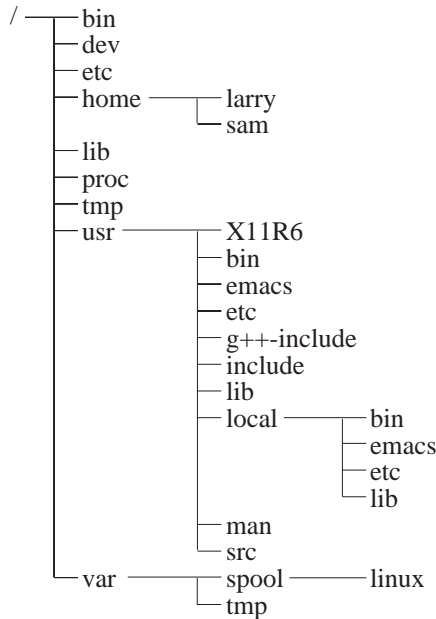 / bin
dev
etc
home larry
sam
lib
proc
tmp
usr X11R6
bin
emacs
etc
g++-include
include
lib
local bin
emacs
etc
lib
man
src
var spool linux
tmp